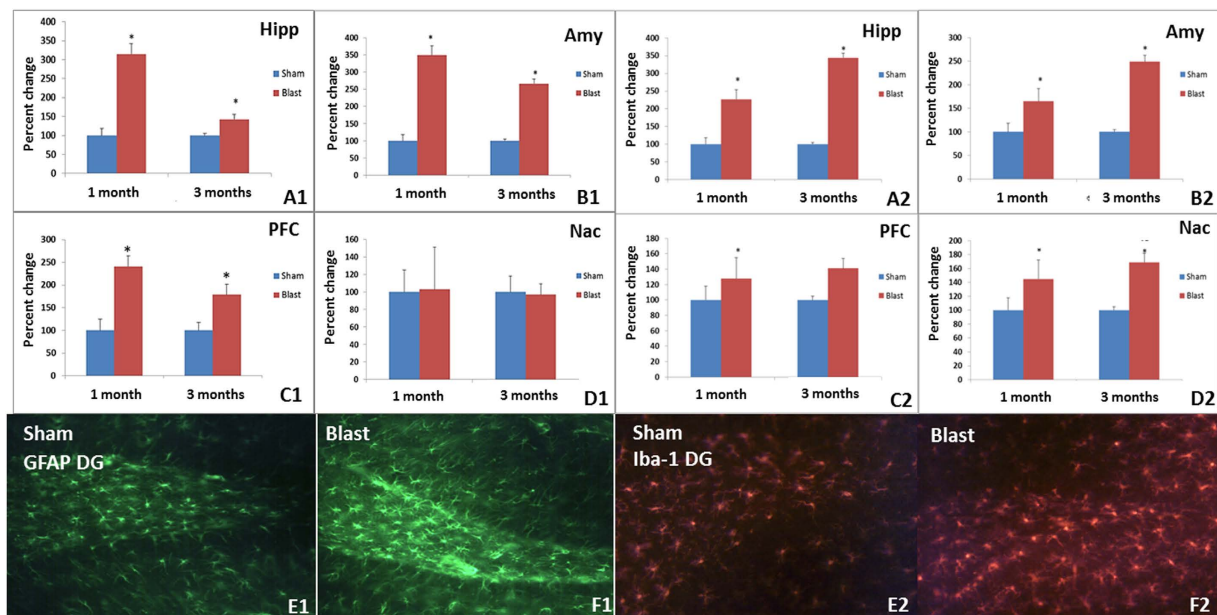 Percent change
400
350
300
250
200
150
100
50
0
*
*
Hipp
Sham
Blast
1 month
3 months
A1
Percent change
400
350
300
250
200
150
100
50
0
*
*
Amy
Sham
Blast
1 month
3 months
B1
Percent change
400
350
300
250
200
150
100
50
0
*
*
Hipp
Sham
Blast
1 month
3 months
A2
Percent change
300
250
200
150
100
50
0
*
*
Amy
Sham
Blast
1 month
3 months
B2
Percent change
300
250
200
150
100
50
0
*
*
PFC
Sham
Blast
1 month
3 months
C1
Percent change
160
140
120
100
80
60
40
20
0
Nac
Sham
Blast
1 month
3 months
D1
Percent change
180
160
140
120
100
80
60
40
20
0
*
PFC
Sham
Blast
1 month
3 months
C2
Percent change
200
180
160
140
120
100
80
60
40
20
0
*
*
Nac
Sham
Blast
1 month
3 months
D2
Sham
GFAP DG
E1
Blast
F1
Sham
Iba-1 DG
E2
Blast
F2